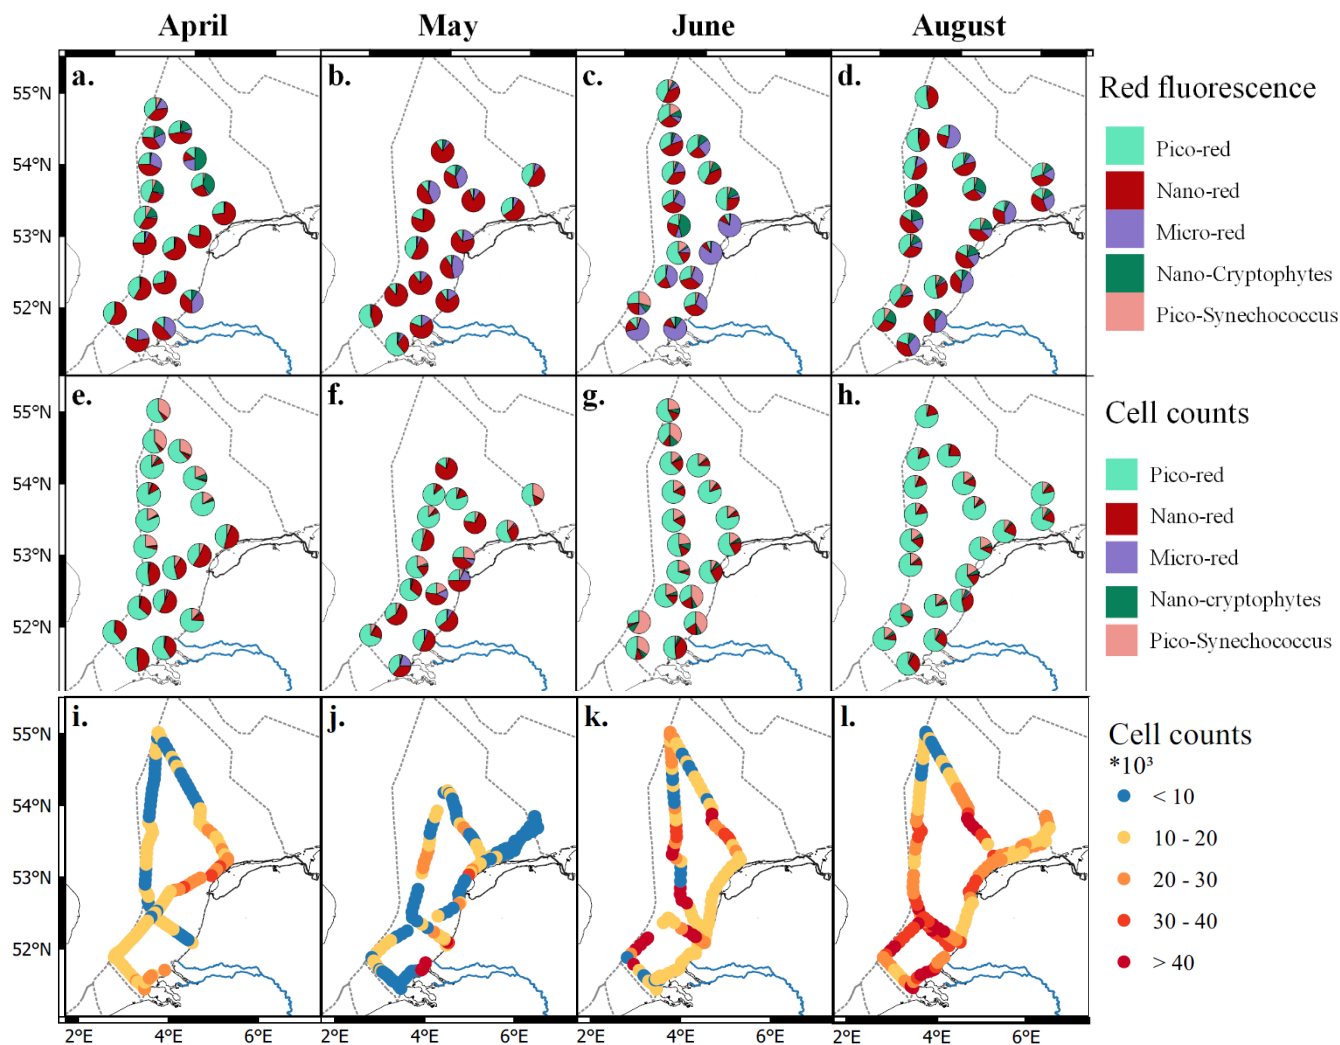 April May June August
a. b. c. d.
55°N
54°N
53°N
52°N
Red fluorescence
Pico-red
Nano-red
Micro-red
Nano-Cryptophytes
Pico-Synechococcus
e. f. g. h.
55°N
54°N
53°N
52°N
Cell counts
Pico-red
Nano-red
Micro-red
Nano-cryptophytes
Pico-Synechococcus
i. j. k. l.
55°N
54°N
53°N
52°N
Cell counts
*10³
< 10
10 - 20
20 - 30
30 - 40
> 40
2°E 4°E 6°E 2°E 4°E 6°E 2°E 4°E 6°E 2°E 4°E 6°E